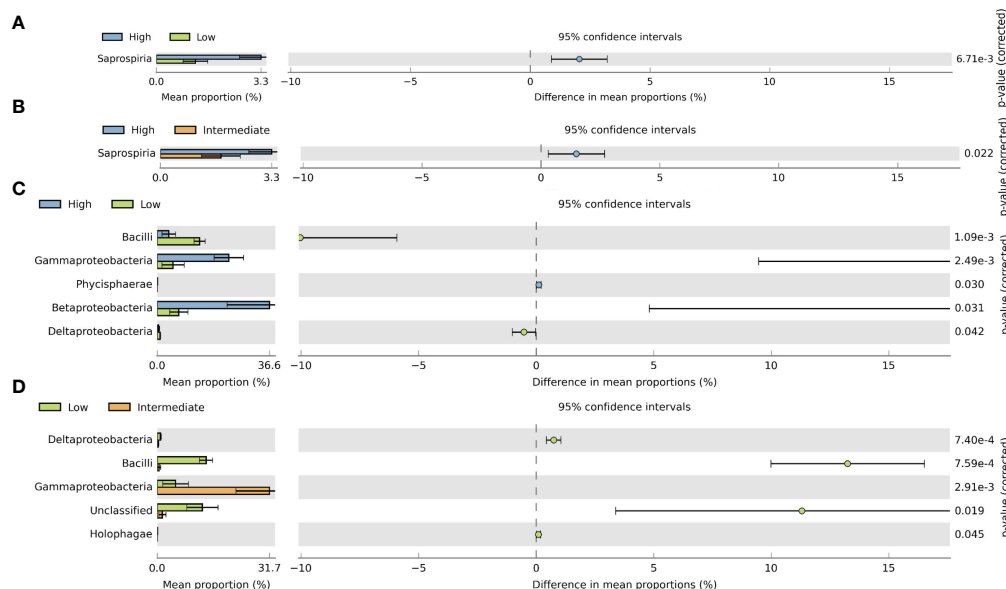 A
High Low
95% confidence intervals
Saprospiria
6.71e-3
0.0 3.3
−10 −5 0 5 10 15
Mean proportion (%)
Difference in mean proportions (%)
p-value (corrected)
B
High Intermediate
95% confidence intervals
Saprospiria
0.022
0.0 3.3
−10 −5 0 5 10 15
Mean proportion (%)
Difference in mean proportions (%)
p-value (corrected)
C
High Low
95% confidence intervals
Bacilli 1.09e-3
Gammaproteobacteria 2.49e-3
Phycisphaerae 0.030
Betaproteobacteria 0.031
Deltaproteobacteria 0.042
0.0 36.6
−10 −5 0 5 10 15
Mean proportion (%)
Difference in mean proportions (%)
p-value (corrected)
D
Low Intermediate
95% confidence intervals
Deltaproteobacteria 7.40e-4
Bacilli 7.59e-4
Gammaproteobacteria 2.91e-3
Unclassified 0.019
Holophagae 0.045
0.0 31.7
−10 −5 0 5 10 15
Mean proportion (%)
Difference in mean proportions (%)
p-value (corrected)